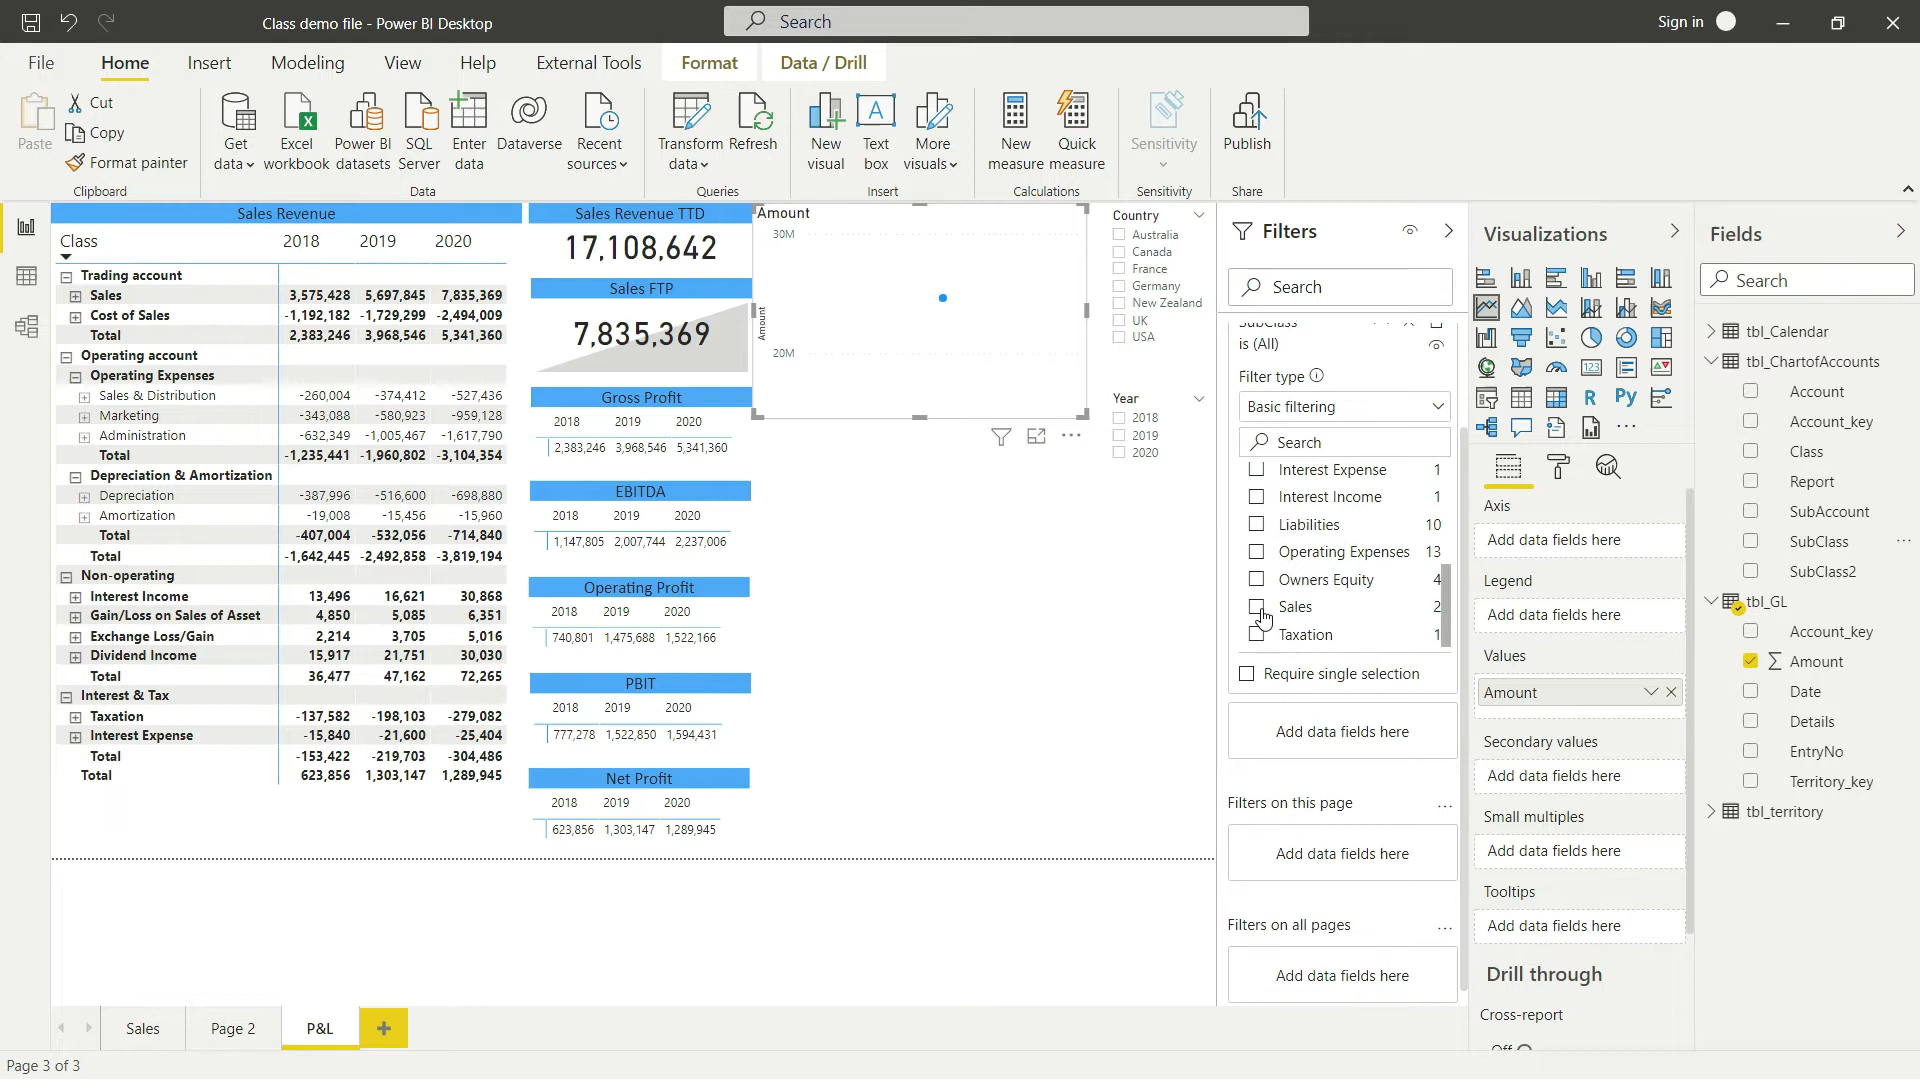 Class demo file - Power BI Desktop
Search
Sign in
File Home Insert Modeling View Help External Tools Format Data / Drill
Paste
Cut
Copy
Format painter
Clipboard
Get data
Excel workbook
Power BI datasets
SQL Server
Enter data
Dataverse
Recent sources
Data
Transform data
Refresh
Queries
New visual
Text box
More visuals
Insert
New measure
Quick measure
Calculations
Sensitivity
Sensitivity
Publish
Share
Sales Revenue
Class 2018 2019 2020
Trading account
Sales 3,575,428 5,697,845 7,835,369
Cost of Sales -1,192,182 -1,729,299 -2,494,009
Total 2,383,246 3,968,546 5,341,360
Operating account
Operating Expenses
Sales & Distribution -260,004 -374,412 -527,436
Marketing -343,088 -580,923 -959,128
Administration -632,349 -1,005,467 -1,617,790
Total -1,235,441 -1,960,802 -3,104,354
Depreciation & Amortization
Depreciation -387,996 -516,600 -698,880
Amortization -19,008 -15,456 -15,960
Total -407,004 -532,056 -714,840
Total -1,642,445 -2,492,858 -3,819,194
Non-operating
Interest Income 13,496 16,621 30,868
Gain/Loss on Sales of Asset 4,850 5,085 6,351
Exchange Loss/Gain 2,214 3,705 5,016
Dividend Income 15,917 21,751 30,030
Total 36,477 47,162 72,265
Interest & Tax
Taxation -137,582 -198,103 -279,082
Interest Expense -15,840 -21,600 -25,404
Total -153,422 -219,703 -304,486
Total 623,856 1,303,147 1,289,945
Sales Revenue TTD
17,108,642
Sales FTP
7,835,369
Gross Profit
2018 2019 2020
2,383,246 3,968,546 5,341,360
EBITDA
2018 2019 2020
1,147,805 2,007,744 2,237,006
Operating Profit
2018 2019 2020
740,801 1,475,688 1,522,166
PBIT
2018 2019 2020
777,278 1,522,850 1,594,431
Net Profit
2018 2019 2020
623,856 1,303,147 1,289,945
Amount
30M
Amount
20M
Country
Australia
Canada
France
Germany
New Zealand
UK
USA
Year
2018
2019
2020
Filters
Search
SubClass
is (All)
Filter type
Basic filtering
Search
Interest Expense 1
Interest Income 1
Liabilities 10
Operating Expenses 13
Owners Equity 4
Sales 2
Taxation 1
Require single selection
Add data fields here
Filters on this page ...
Add data fields here
Filters on all pages ...
Add data fields here
Visualizations
123
R Py
Axis
Add data fields here
Legend
Add data fields here
Values
Amount
Secondary values
Add data fields here
Small multiples
Add data fields here
Tooltips
Add data fields here
Drill through
Cross-report
Off
Fields
Search
tbl_Calendar
tbl_ChartofAccounts
Account
Account_key
Class
Report
SubAccount
SubClass ...
SubClass2
tbl_GL
Account_key
Amount
Date
Details
EntryNo
Territory_key
tbl_territory
Sales Page 2 P&L
Page 3 of 3